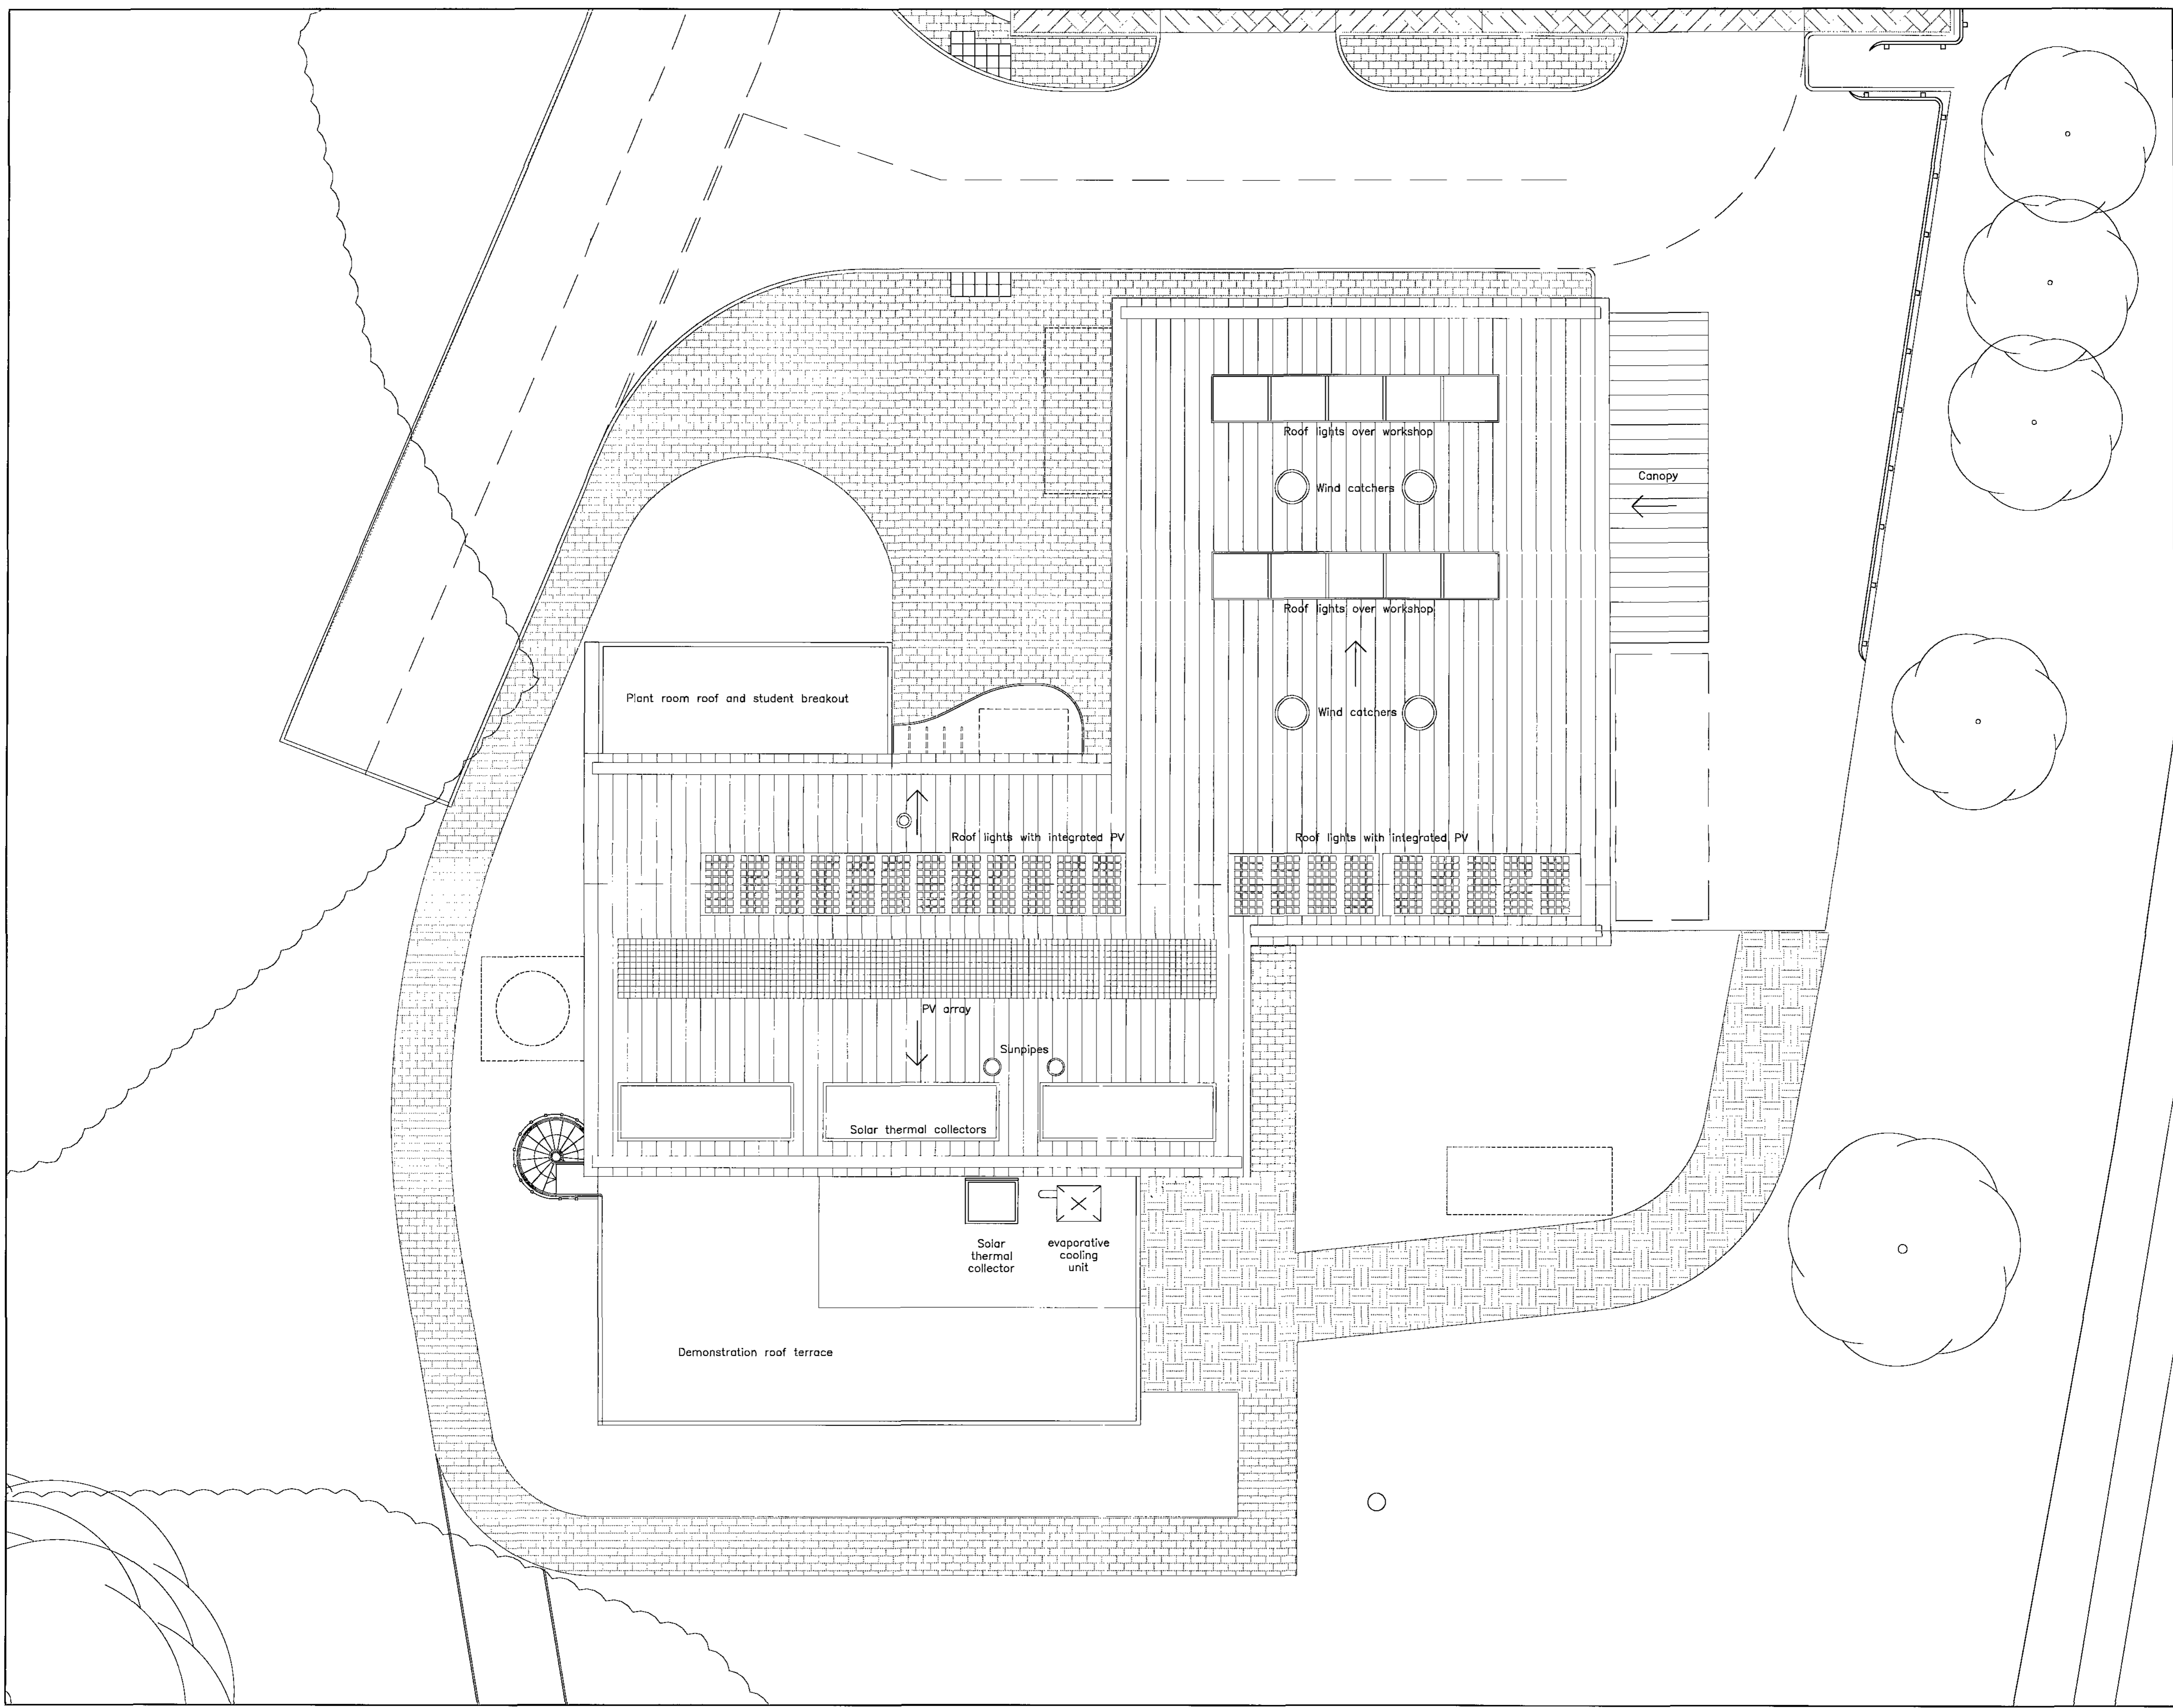 Roof lights over workshop
Wind catchers
Canopy
Roof lights over workshop
Plant room roof and student breakout
Wind catchers
Roof lights with integrated PV
Roof lights with integrated PV
PV array
Sunpipes
Solar thermal collectors
Solar
thermal
collector
evaporative
cooling
unit
Demonstration roof terrace